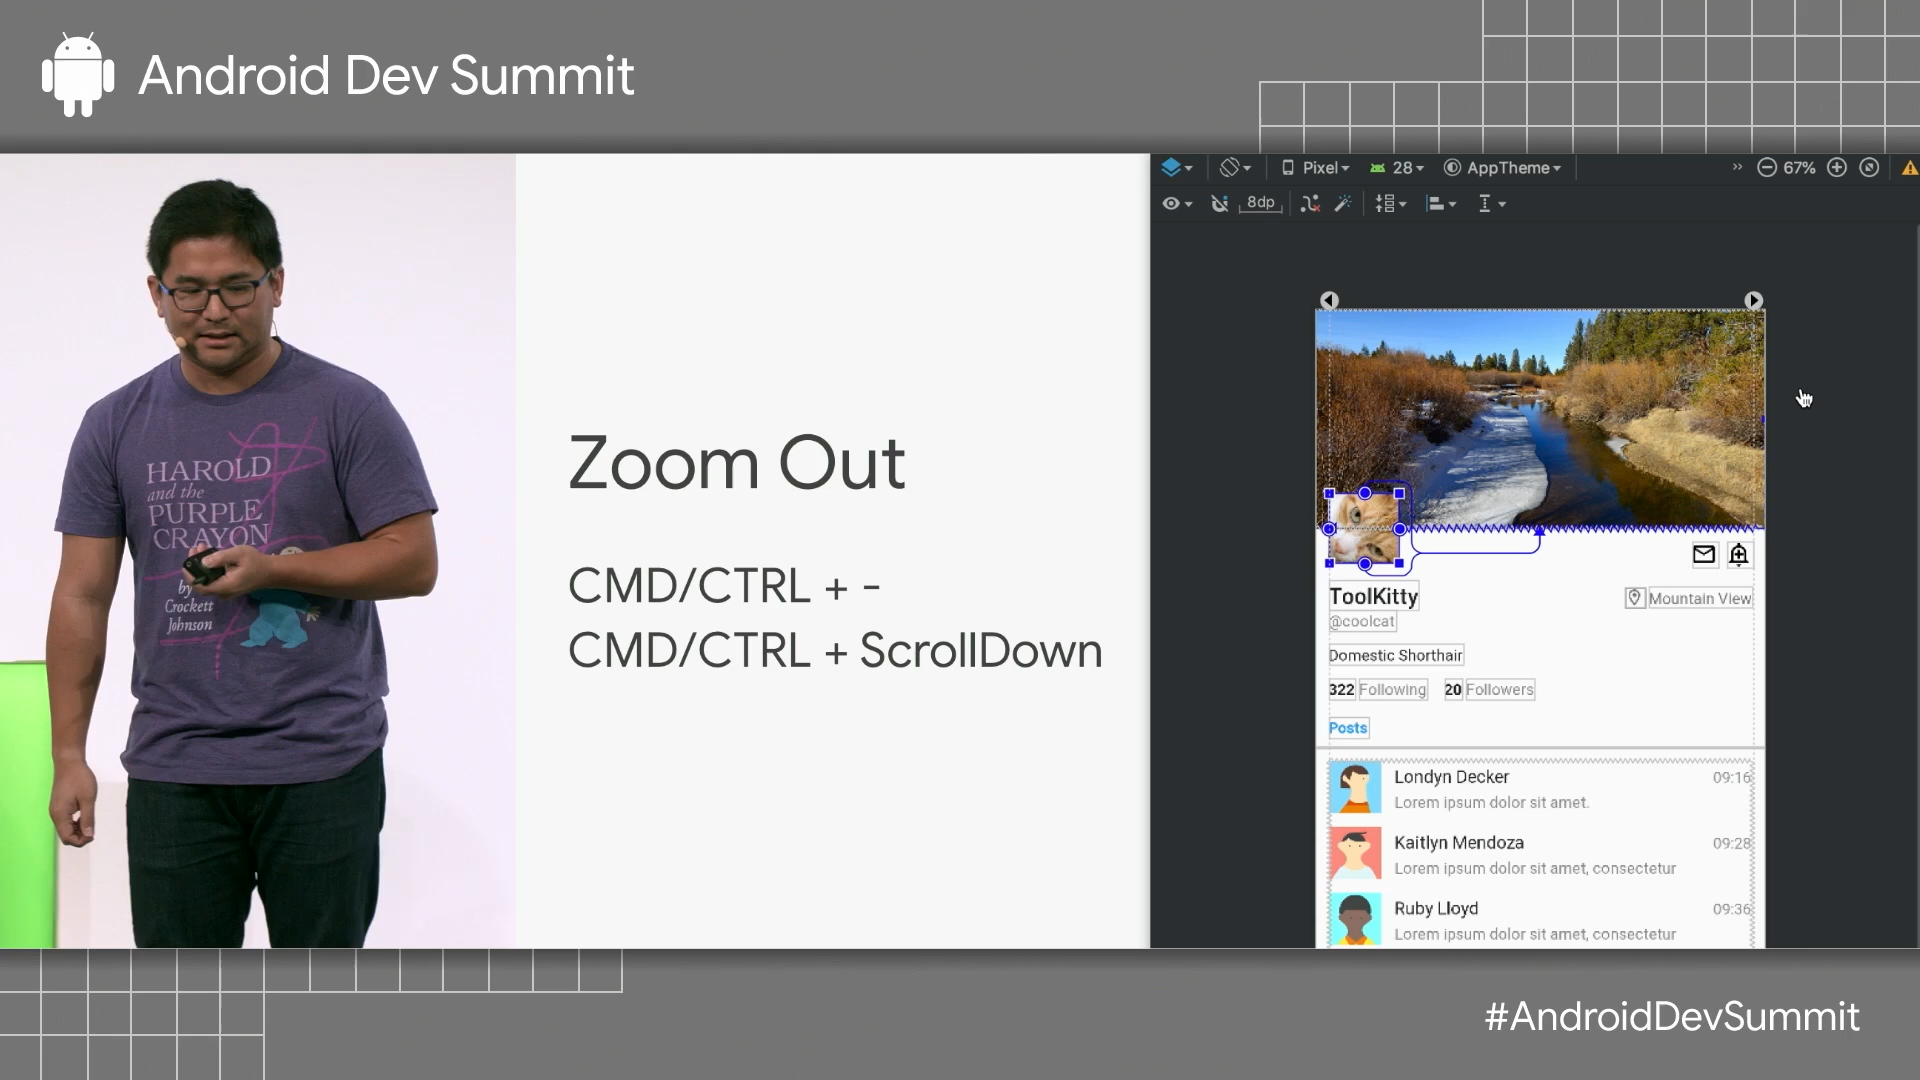 Android Dev Summit
HAROLD
and the
PURPLE
CRAYON
by
Crockett
Johnson
Zoom Out
CMD/CTRL + -
CMD/CTRL + ScrollDown
Pixel
28
AppTheme
67%
8dp
ToolKitty
Mountain View
@coolcat
Domestic Shorthair
322 Following 20 Followers
Posts
Londyn Decker 09:16
Lorem ipsum dolor sit amet.
Kaitlyn Mendoza 09:28
Lorem ipsum dolor sit amet, consectetur
Ruby Lloyd 09:36
Lorem ipsum dolor sit amet, consectetur
#AndroidDevSummit